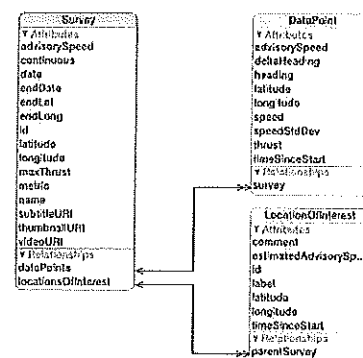 Survey
▼ Attributes
advisorySpeed
continuous
date
endDate
endLat
endLong
id
latitude
longitude
maxThrust
metric
name
subtitleURI
thumbnailURI
videoURI
▼ Relationships
dataPoints
locationsOfInterest
DataPoint
▼ Attributes
advisorySpeed
deltaHeading
heading
latitude
longitude
speed
speedStdDev
thrust
timeSinceStart
▼ Relationships
survey
LocationOfInterest
▼ Attributes
comment
estimatedAdvisorySp...
id
label
latitude
longitude
timeSinceStart
▼ Relationships
parentSurvey